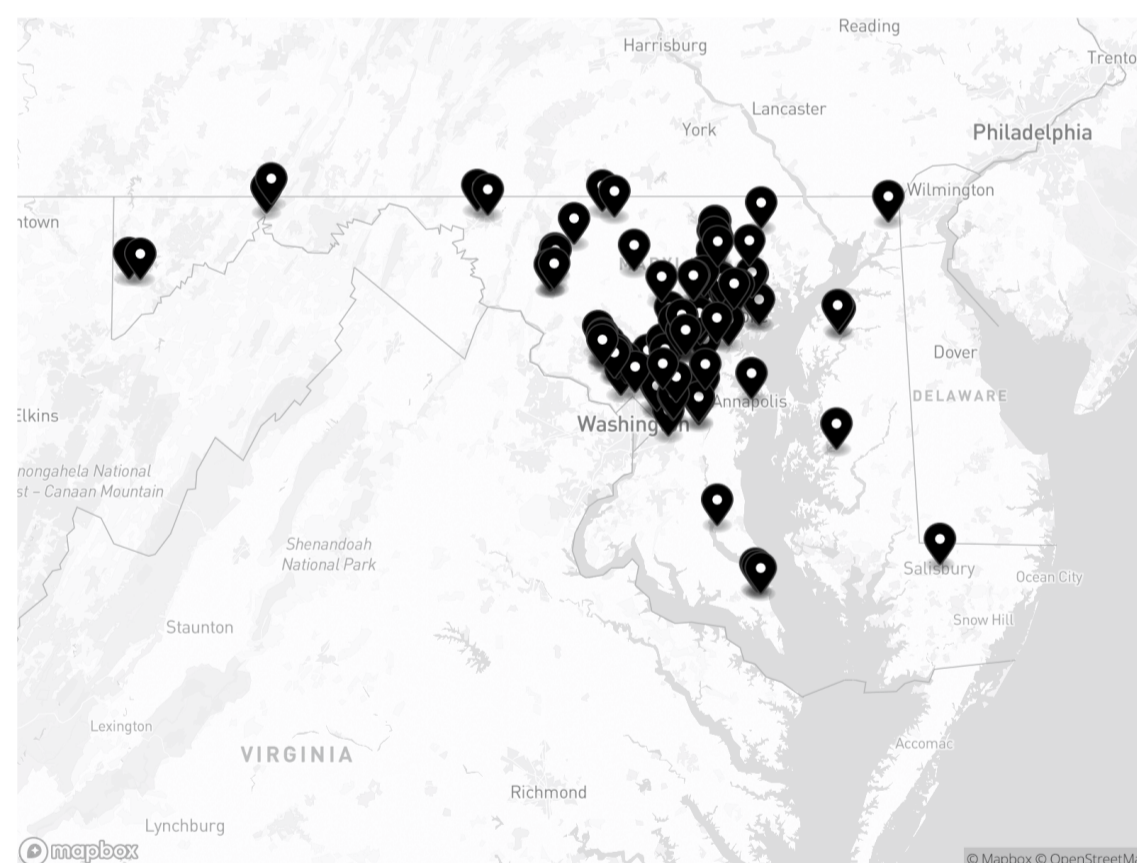 Reading
Harrisburg
Trento
Lancaster
York
Philadelphia
Wilmington
ntown
Dover
DELAWARE
Annapolis
Elkins
Washing n
nongahela National
st – Canaan Mountain
Shenandoah
National Park
Salisbury
Ocean City
Snow Hill
Staunton
Lexington
Accomac
VIRGINIA
Richmond
Lynchburg
mapbox
© Mapbox © OpenStreetMa